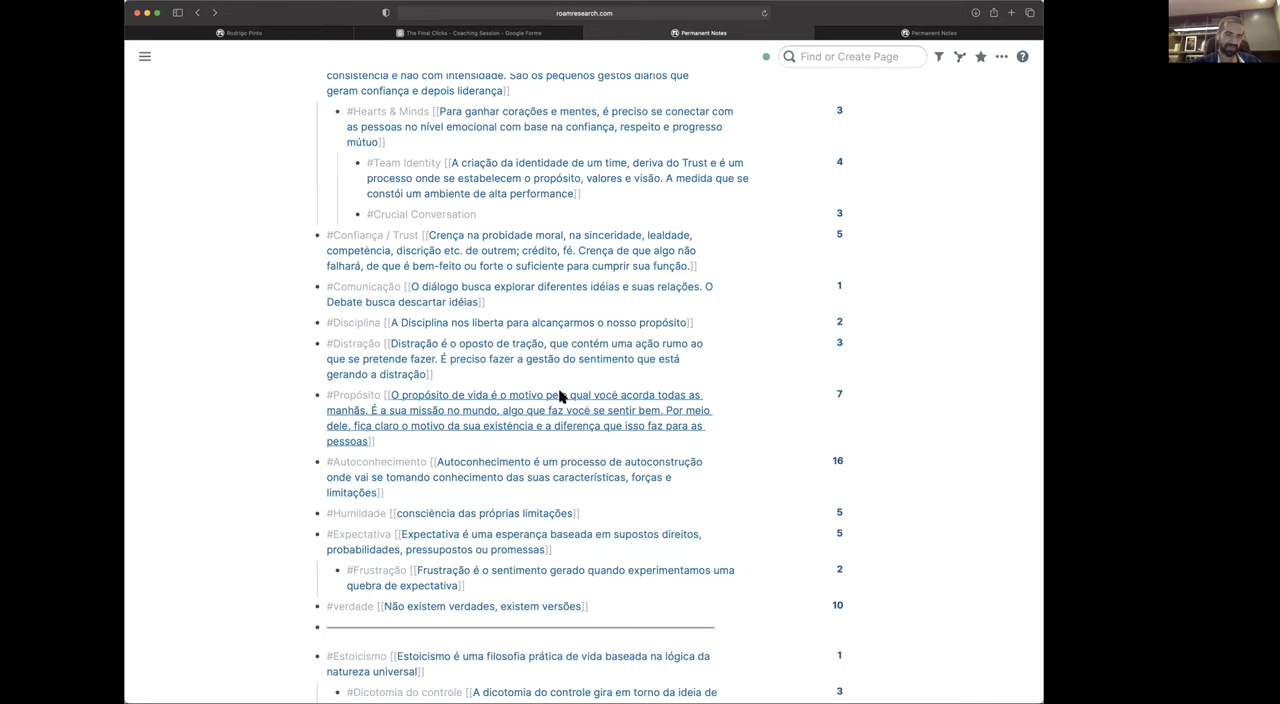 roamresearch.com
Rodrigo Pinto
The Final Clicks - Coaching Session - Google Forms
Permanent Notes
Permanent Notes
Find or Create Page
consistência e não com intensidade. São os pequenos gestos diários que
geram confiança e depois liderança]]
#Hearts & Minds [[Para ganhar corações e mentes, é preciso se conectar com 3
as pessoas no nível emocional com base na confiança, respeito e progresso
mútuo]]
#Team Identity [[A criação da identidade de um time, deriva do Trust e é um 4
processo onde se estabelecem o propósito, valores e visão. A medida que se
constói um ambiente de alta performance]]
#Crucial Conversation 3
#Confiança / Trust [[Crença na probidade moral, na sinceridade, lealdade, 5
competência, discrição etc. de outrem; crédito, fé. Crença de que algo não
falhará, de que é bem-feito ou forte o suficiente para cumprir sua função.]]
#Comunicação [[O diálogo busca explorar diferentes idéias e suas relações. O 1
Debate busca descartar idéias]]
#Disciplina [[A Disciplina nos liberta para alcançarmos o nosso propósito]] 2
#Distração [[Distração é o oposto de tração, que contém uma ação rumo ao 3
que se pretende fazer. É preciso fazer a gestão do sentimento que está
gerando a distração]]
#Propósito [[O propósito de vida é o motivo qual você acorda todas as 7
manhãs. É a sua missão no mundo, algo que faz você se sentir bem. Por meio
dele, fica claro o motivo da sua existência e a diferença que isso faz para as
pessoas]]
#Autoconhecimento [[Autoconhecimento é um processo de autoconstrução 16
onde vai se tomando conhecimento das suas características, forças e
limitações]]
#Humildade [[consciência das próprias limitações]] 5
#Expectativa [[Expectativa é uma esperança baseada em supostos direitos, 5
probabilidades, pressupostos ou promessas]]
#Frustração [[Frustração é o sentimento gerado quando experimentamos uma 2
quebra de expectativa]]
#verdade [[Não existem verdades, existem versões]] 10
#Estoicismo [[Estoicismo é uma filosofia prática de vida baseada na lógica da 1
natureza universal]]
#Dicotomia do controle [[A dicotomia do controle gira em torno da ideia de 3